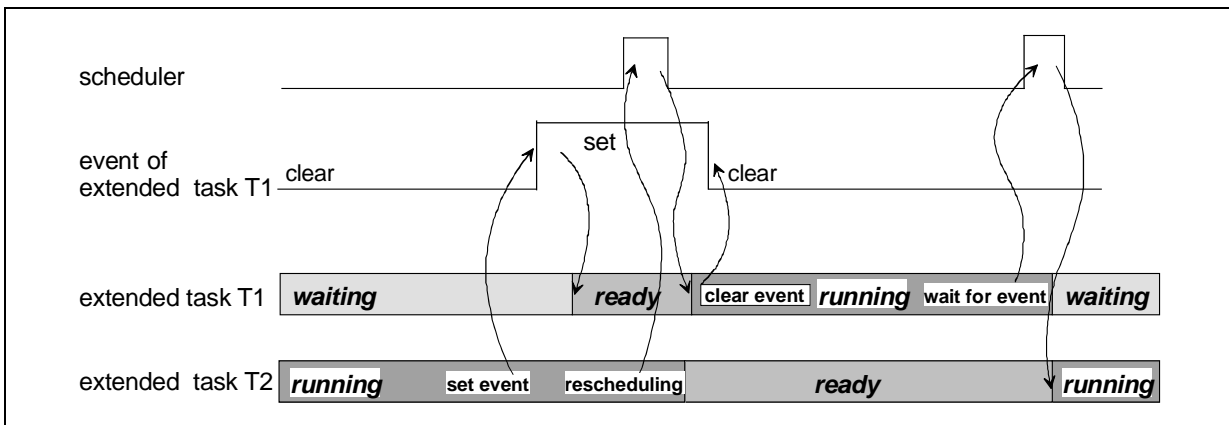 scheduler
set
event of
extended task T1
clear
clear
extended task T1
waiting
ready
clear event
running
wait for event
waiting
extended task T2
running
set event
rescheduling
ready
running